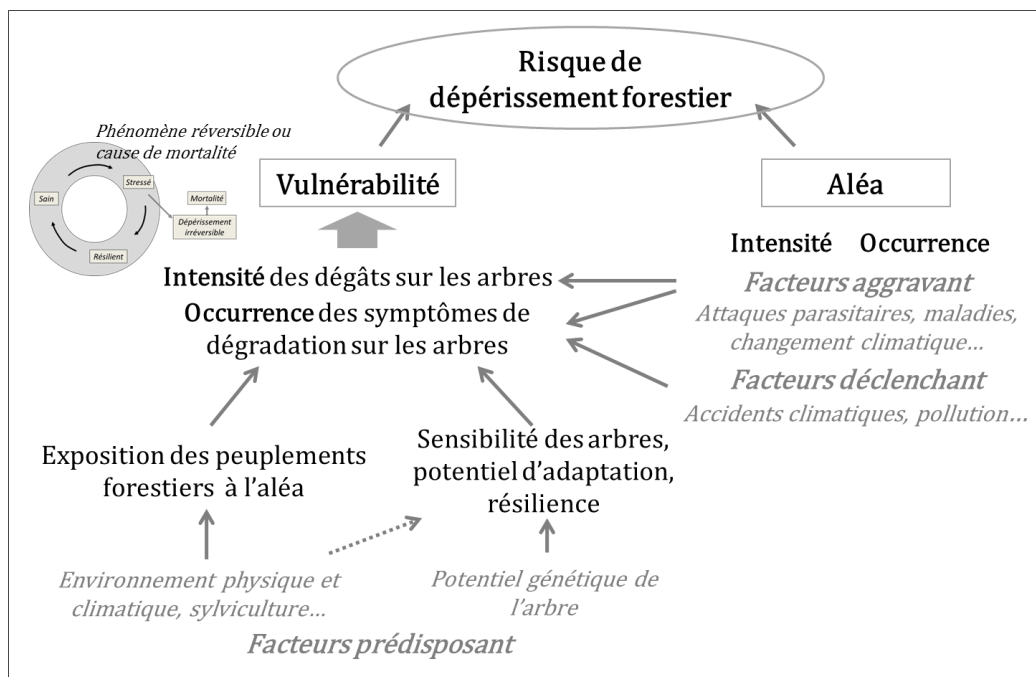 Risque de
dépérissement forestier
Phénomène réversible ou
cause de mortalité
Stressé
Sain
Mortalité
Dépérissement
irréversible
Résilient
Vulnérabilité
Aléa
Intensité Occurrence
Intensité des dégâts sur les arbres
Occurrence des symptômes de
dégradation sur les arbres
Facteurs aggravant
Attaques parasitaires, maladies,
changement climatique…
Facteurs déclenchant
Accidents climatiques, pollution…
Exposition des peuplements
forestiers à l’aléa
Sensibilité des arbres,
potentiel d’adaptation,
résilience
Environnement physique et
climatique, sylviculture…
Potentiel génétique de
l’arbre
Facteurs prédisposant